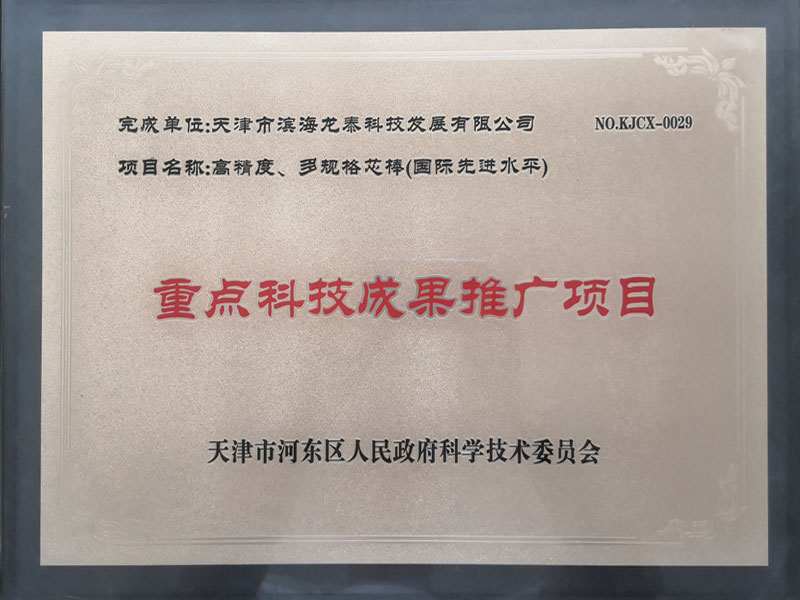 完成单位:天津市滨海龙泰科技发展有限公司 NO.KJCX-0029
项目名称:高精度、多规格芯棒(国际先进水平)
重点科技成果推广项目
天津市河东区人民政府科学技术委员会